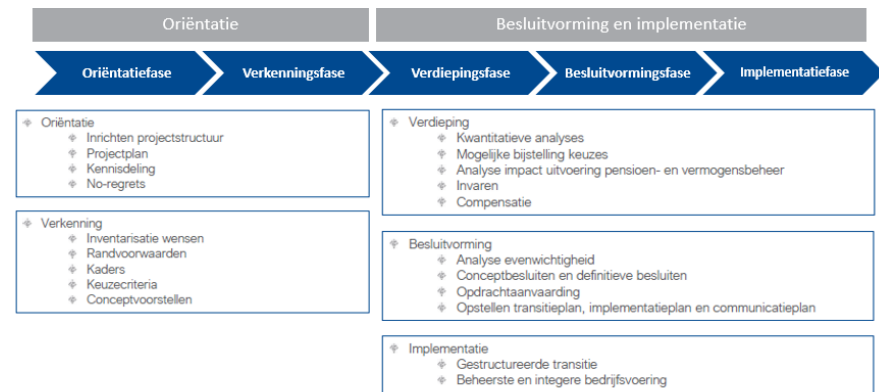 Oriëntatie
Besluitvorming en implementatie
Oriëntatiefase
Verkenningsfase
Verdiepingsfase
Besluitvormingsfase
Implementatiefase
Oriëntatie
Inrichten projectstructuur
Projectplan
Kennisdeling
No-regrets
Verkenning
Inventarisatie wensen
Randvoorwaarden
Kaders
Keuzecriteria
Conceptvoorstellen
Verdieping
Kwantitatieve analyses
Mogelijke bijstelling keuzes
Analyse impact uitvoering pensioen- en vermogensbeheer
Invaren
Compensatie
Besluitvorming
Analyse evenwichtigheid
Conceptbesluiten en definitieve besluiten
Opdrachtaanvaarding
Opstellen transitieplan, implementatieplan en communicatieplan
Implementatie
Gestructureerde transitie
Beheerste en integere bedrijfsvoering